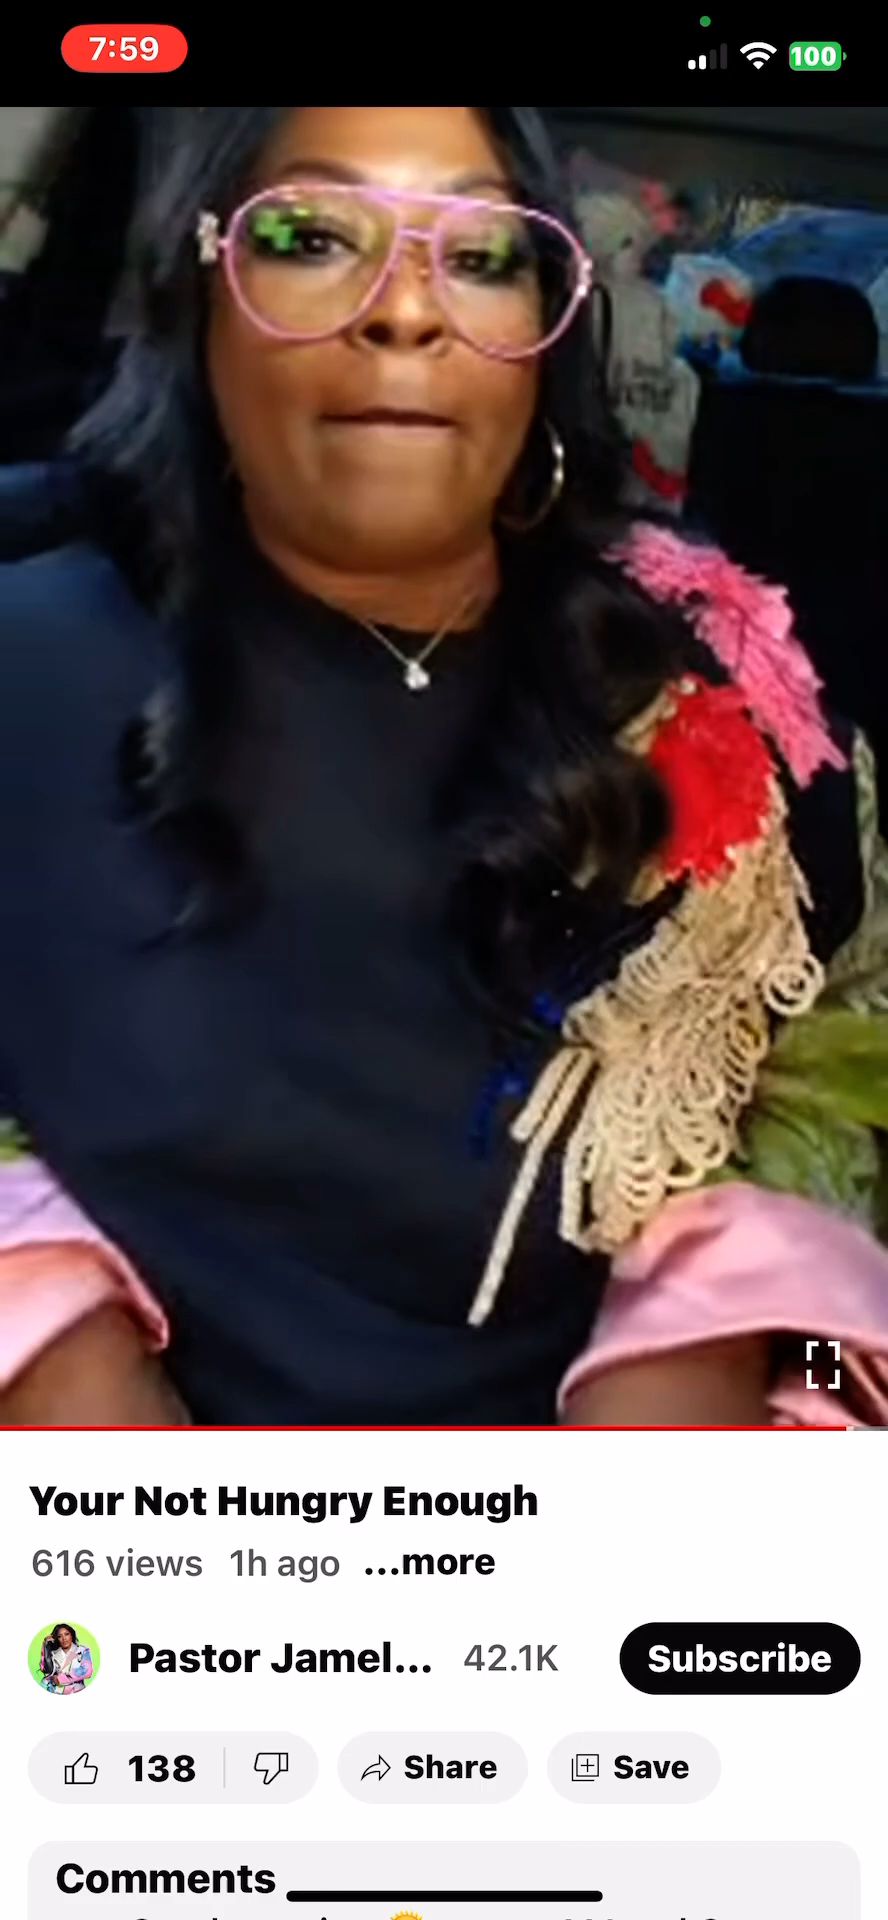 7:59
100
Your Not Hungry Enough
616 views 1h ago ...more
Pastor Jamel... 42.1K Subscribe
138 Share Save
Comments